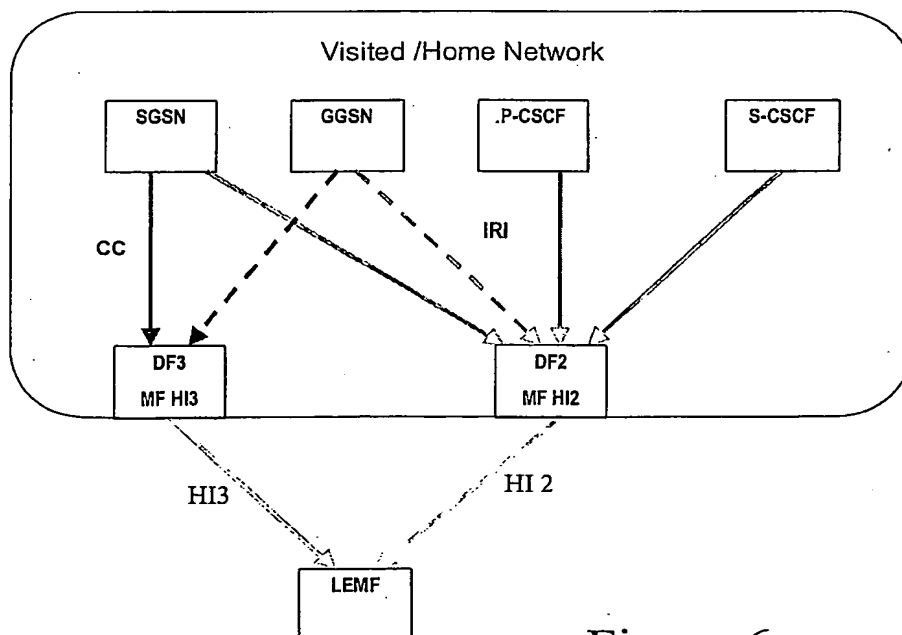 Visited /Home Network
SGSN
GGSN
.P-CSCF
S-CSCF
CC
IRI
DF3
MF HI3
DF2
MF HI2
HI3
HI 2
LEMF